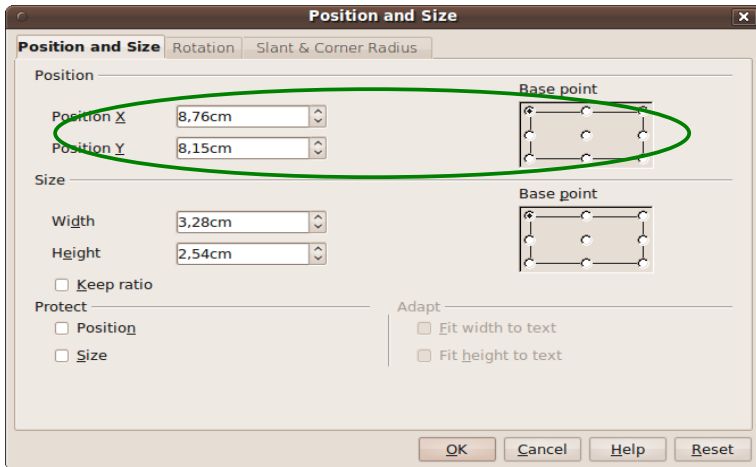 Position and Size
Position and Size Rotation Slant & Corner Radius
Position
Base point
Position X 8,76cm
Position Y 8,15cm
Size
Base point
Width 3,28cm
Height 2,54cm
Keep ratio
Protect Adapt
Position Fit width to text
Size Fit height to text
OK Cancel Help Reset